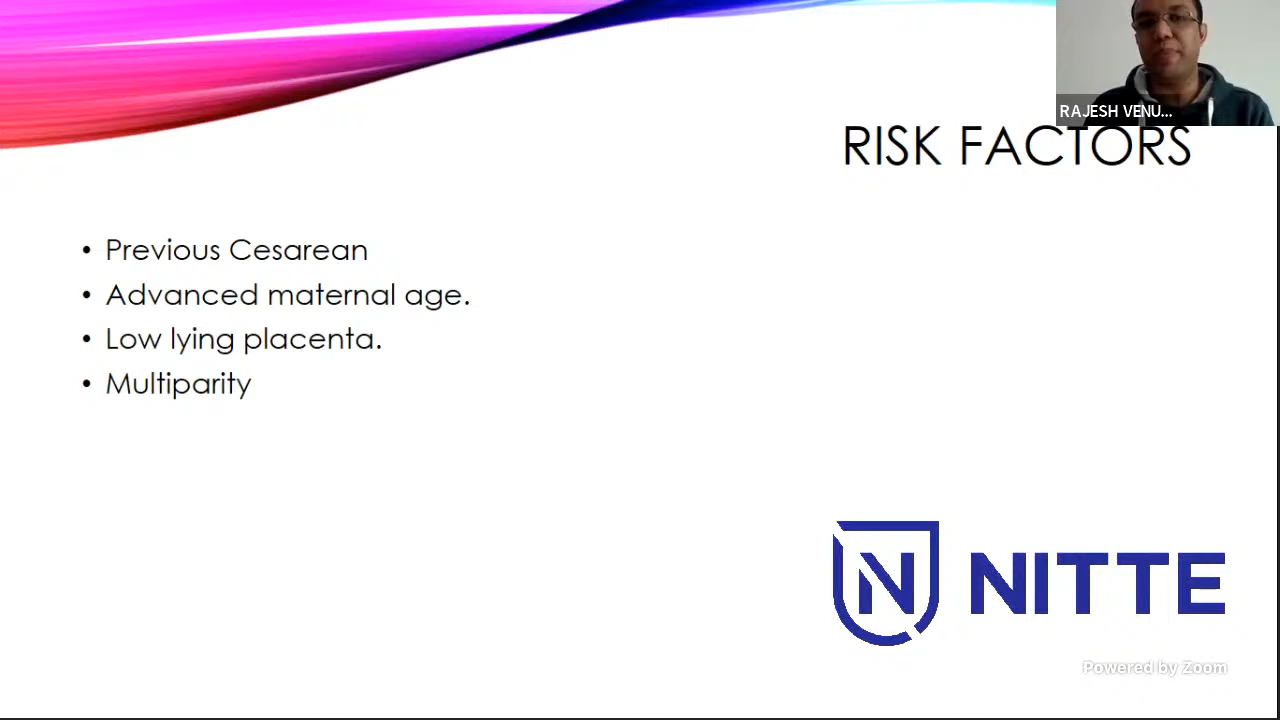 RAJESH VENU...
RISK FACTORS
• Previous Cesarean
• Advanced maternal age.
• Low lying placenta.
• Multiparity
N NITTE
Powered by Zoom